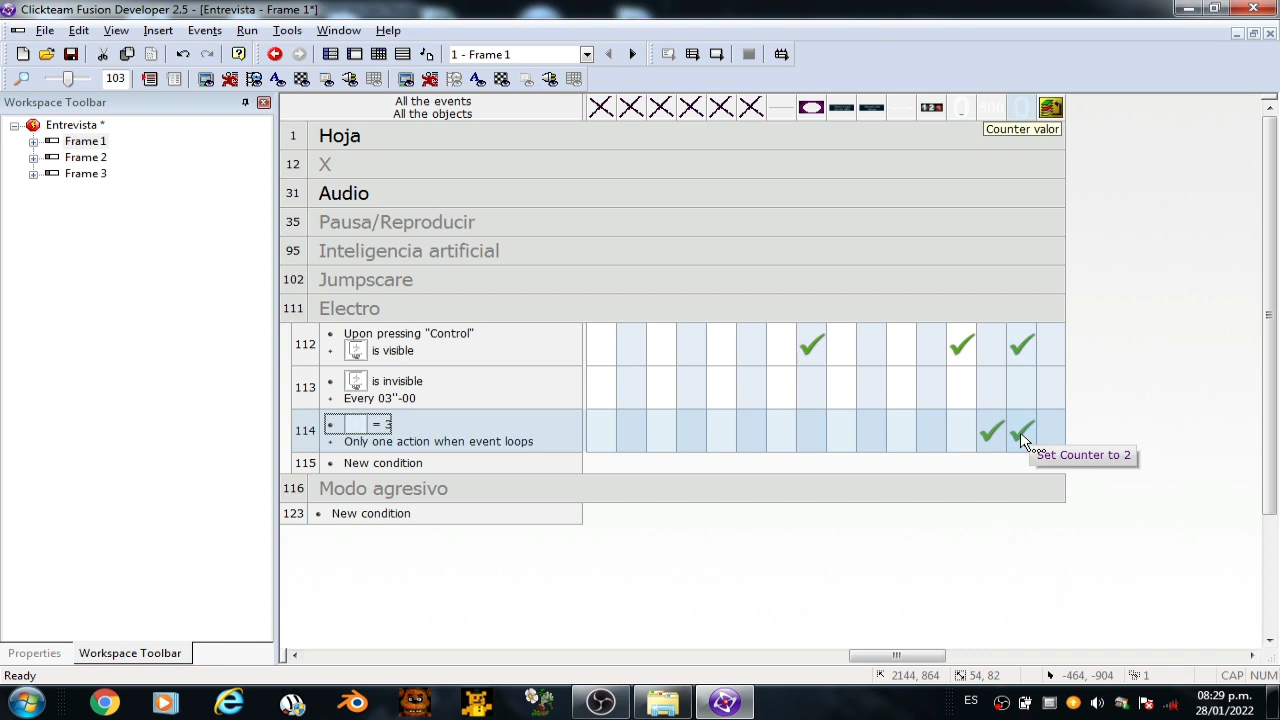 Clickteam Fusion Developer 2.5 - [Entrevista - Frame 1*]
File Edit View Insert Events Run Tools Window Help
1 - Frame 1
103
Workspace Toolbar
Entrevista *
Frame 1
Frame 2
Frame 3
All the events
All the objects
Counter valor
1 Hoja
12 X
31 Audio
35 Pausa/Reproducir
95 Inteligencia artificial
102 Jumpscare
111 Electro
112 Upon pressing "Control"
is visible
113 is invisible
Every 03"-00
114 = 3
Only one action when event loops
Set Counter to 2
115 New condition
116 Modo agresivo
123 New condition
Properties Workspace Toolbar
Ready 2144, 864 54, 82 -464, -904 1 CAP NUM
ES 08:29 p.m.
28/01/2022